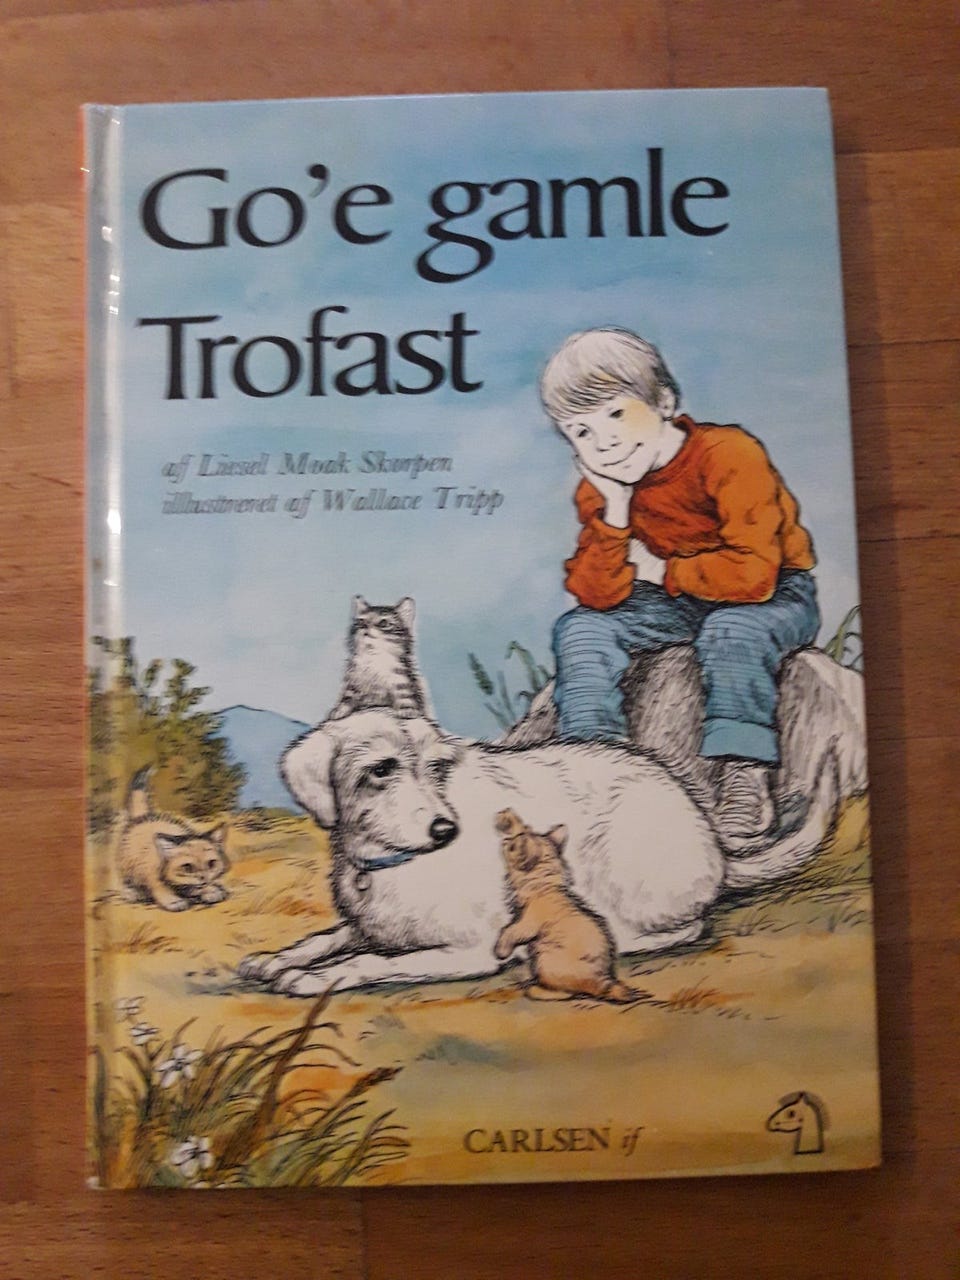 Go'e gamle
Trofast
af Liesel Moak Skorpen
illustreret af Wallace Tripp
CARLSEN if